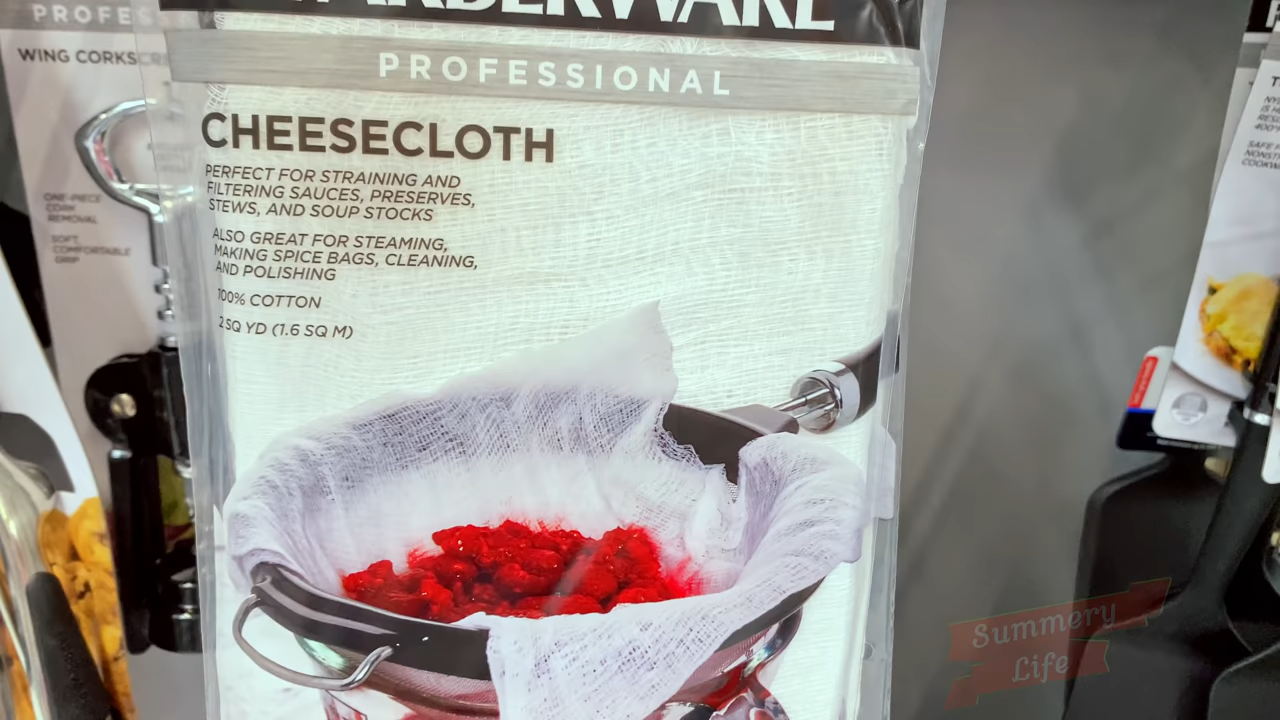 PROFESSIONAL
CHEESECLOTH
PERFECT FOR STRAINING AND
FILTERING SAUCES, PRESERVES,
STEWS, AND SOUP STOCKS
ALSO GREAT FOR STEAMING,
MAKING SPICE BAGS, CLEANING,
AND POLISHING
100% COTTON
2 SQ YD (1.6 SQ M)
WING
ONE-PIECE
CORK
REMOVAL
SOFT,
COMFORTABLE
GRIP
Summery
Life